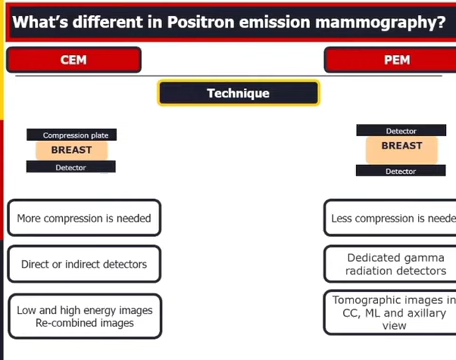 What's different in Positron emission mammography?
CEM
PEM
Technique
Compression plate
BREAST
Detector
Detector
BREAST
Detector
More compression is needed
Less compression is neede
Direct or indirect detectors
Dedicated gamma
radiation detectors
Low and high energy images
Re-combined images
Tomographic images in
CC, ML and axillary
view